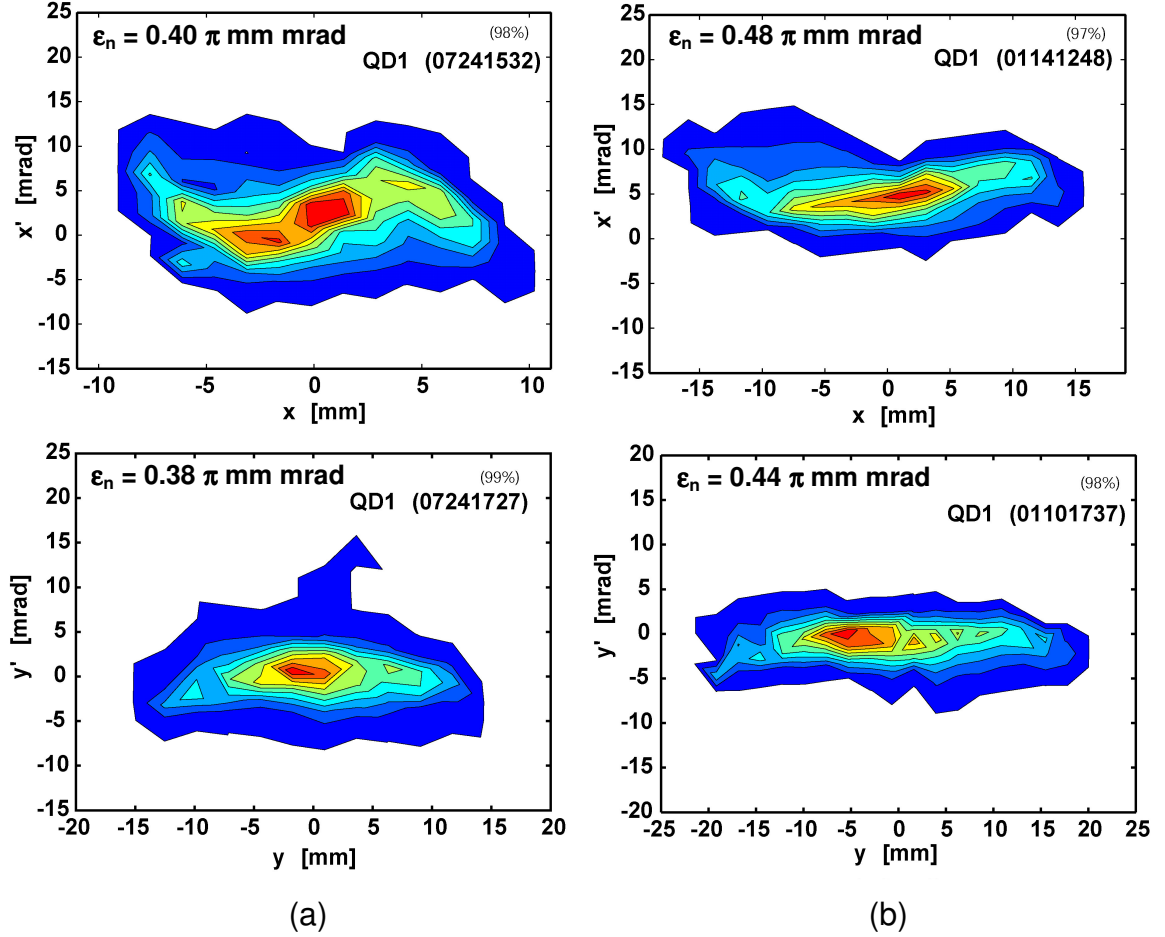 εn = 0.40 π mm mrad (98%)
QD1 (07241532)
25
20
15
10
5
0
-5
-10
-15
x' [mrad]
-10 -5 0 5 10
x [mm]
εn = 0.48 π mm mrad (97%)
QD1 (01141248)
25
20
15
10
5
0
-5
-10
-15
x' [mrad]
-15 -10 -5 0 5 10 15
x [mm]
εn = 0.38 π mm mrad (99%)
QD1 (07241727)
25
20
15
10
5
0
-5
-10
-15
y' [mrad]
-20 -15 -10 -5 0 5 10 15 20
y [mm]
(a)
εn = 0.44 π mm mrad (98%)
QD1 (01101737)
20
15
10
5
0
-5
-10
-15
-20
y' [mrad]
-25 -20 -15 -10 -5 0 5 10 15 20 25
y [mm]
(b)